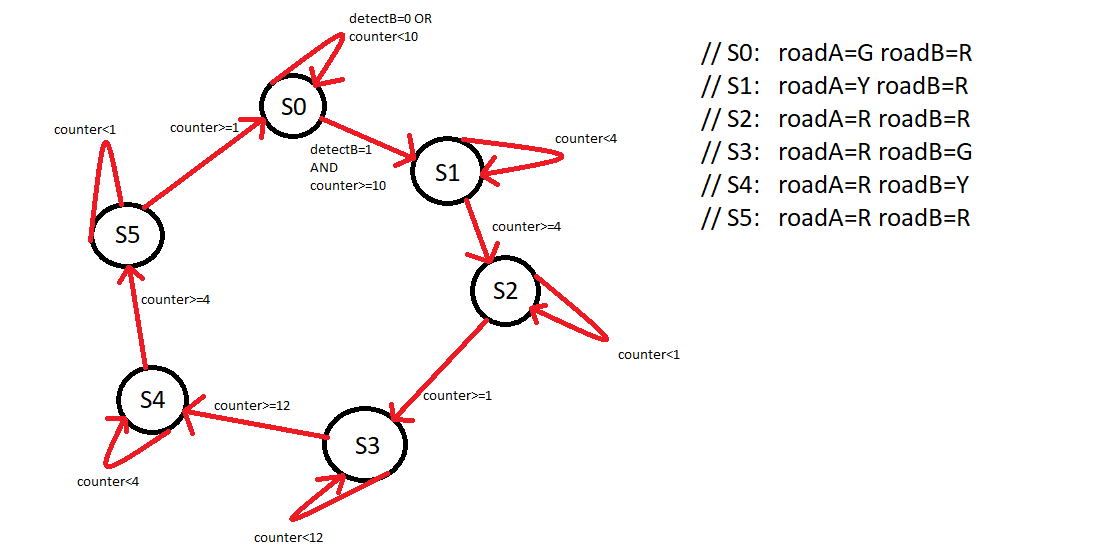 detectB=0 OR
counter<10
S0
counter>=1
counter<1
detectB=1
AND
counter>=10
counter<4
S1
S5
counter>=4
S2
counter>=4
counter<1
counter>=1
S4
counter>=12
S3
counter<4
counter<12
// S0: roadA=G roadB=R
// S1: roadA=Y roadB=R
// S2: roadA=R roadB=R
// S3: roadA=R roadB=G
// S4: roadA=R roadB=Y
// S5: roadA=R roadB=R